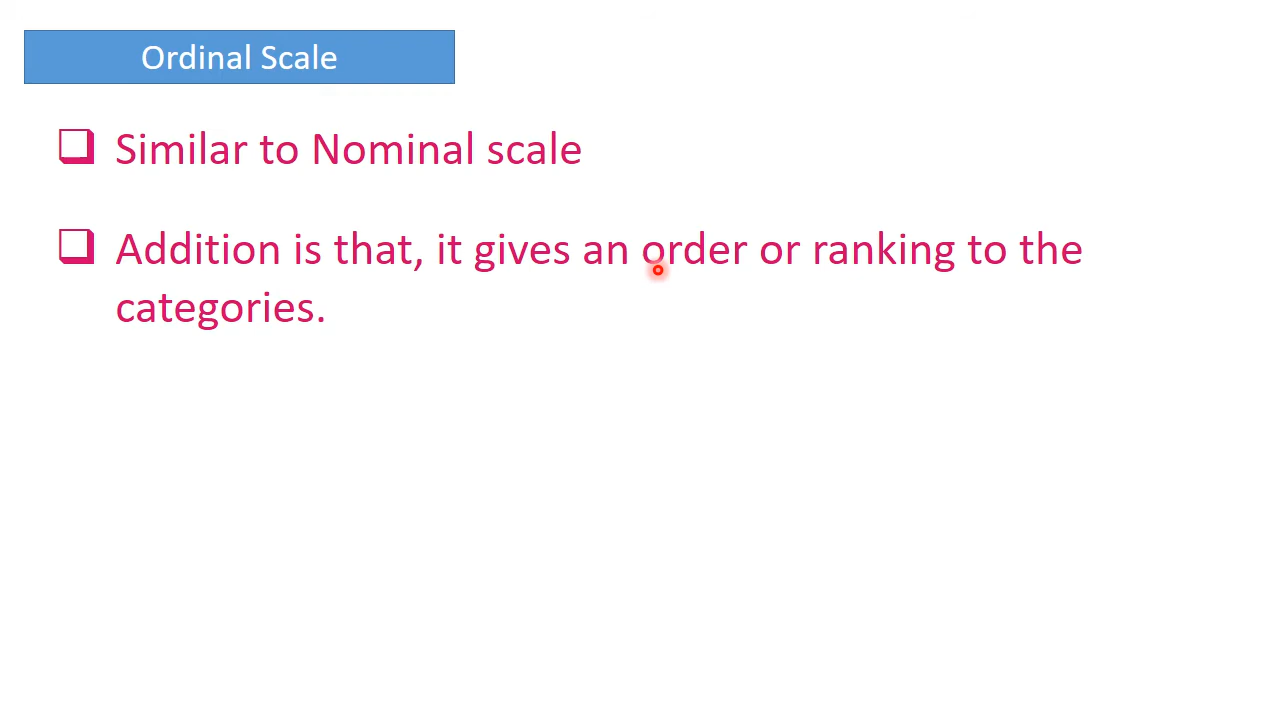 Ordinal Scale
Similar to Nominal scale
Addition is that, it gives an order or ranking to the
categories.